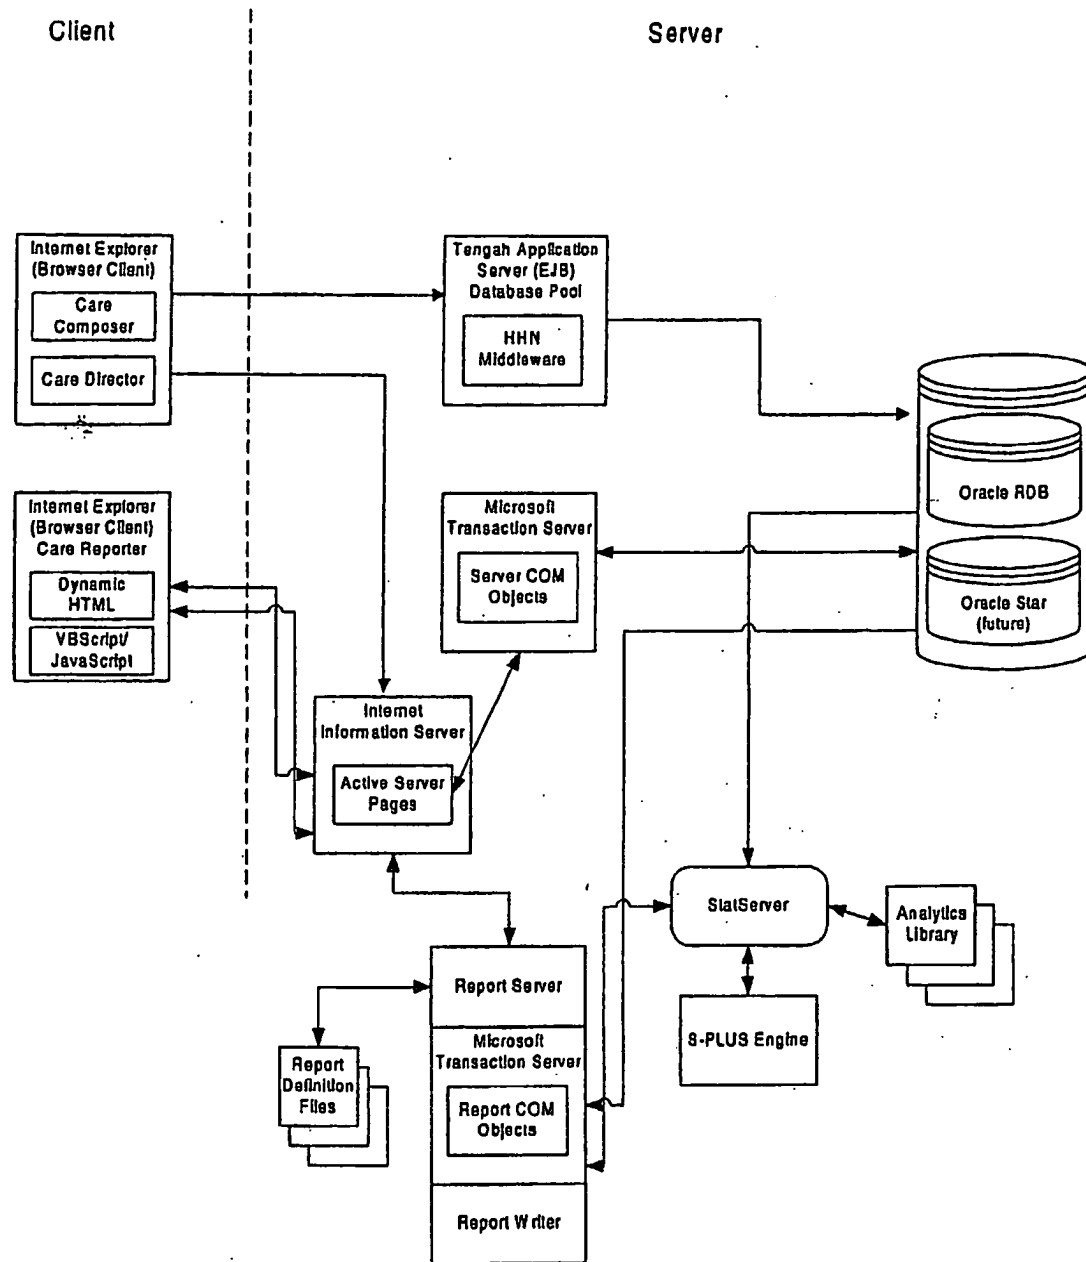 Client
Server
Internet Explorer
(Browser Client)
Care
Composer
Care Director
Tengah Application
Server (EJB)
Database Pool
HHN
Middleware
Oracle RDB
Oracle Star
(future)
Internet Explorer
(Browser Client)
Care Reporter
Dynamic
HTML
VBScript/
JavaScript
Microsoft
Transaction Server
Server COM
Objects
Internet
Information Server
Active Server
Pages
StatServer
Analytics
Library
S-PLUS Engine
Report Server
Microsoft
Transaction Server
Report COM
Objects
Report Writer
Report
Definition
Files